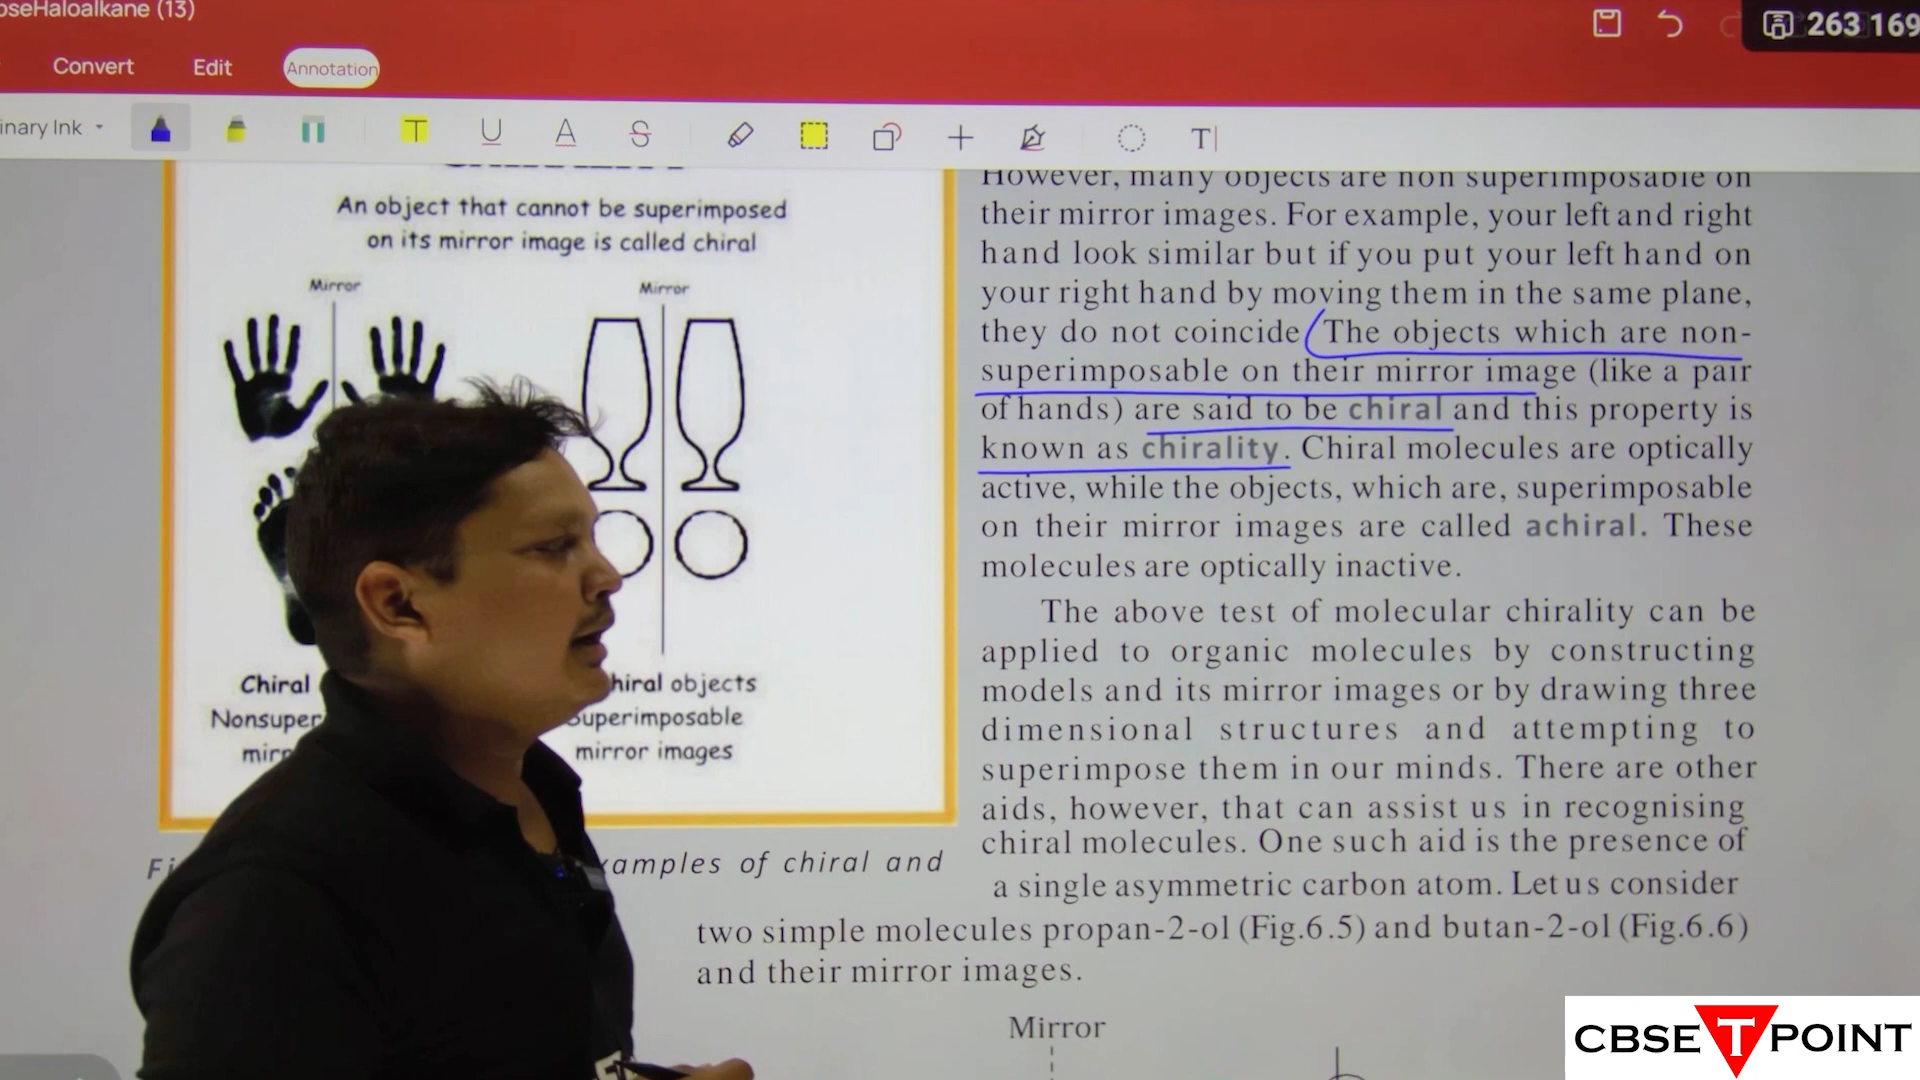 oseHaloalkane (13)
263 169
Convert Edit Annotation
inary Ink
An object that cannot be superimposed
on its mirror image is called chiral
Mirror Mirror
Chiral hiral objects
Nonsuper Superimposable
mirr mirror images
Fi xamples of chiral and
However, many objects are non superimposable on
their mirror images. For example, your left and right
hand look similar but if you put your left hand on
your right hand by moving them in the same plane,
they do not coincide The objects which are non-
superimposable on their mirror image (like a pair
of hands) are said to be chiral and this property is
known as chirality. Chiral molecules are optically
active, while the objects, which are, superimposable
on their mirror images are called achiral. These
molecules are optically inactive.
The above test of molecular chirality can be
applied to organic molecules by constructing
models and its mirror images or by drawing three
dimensional structures and attempting to
superimpose them in our minds. There are other
aids, however, that can assist us in recognising
chiral molecules. One such aid is the presence of
a single asymmetric carbon atom. Let us consider
two simple molecules propan-2-ol (Fig.6.5) and butan-2-ol (Fig.6.6)
and their mirror images.
Mirror
CBSE T POINT